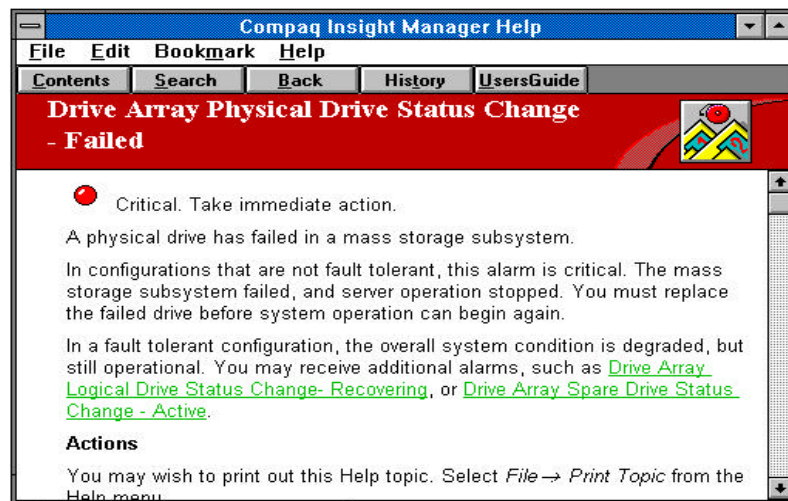 Compaq Insight Manager Help
File Edit Bookmark Help
Contents Search Back History UsersGuide
Drive Array Physical Drive Status Change
- Failed
Critical. Take immediate action.
A physical drive has failed in a mass storage subsystem.
In configurations that are not fault tolerant, this alarm is critical. The mass
storage subsystem failed, and server operation stopped. You must replace
the failed drive before system operation can begin again.
In a fault tolerant configuration, the overall system condition is degraded, but
still operational. You may receive additional alarms, such as Drive Array
Logical Drive Status Change- Recovering, or Drive Array Spare Drive Status
Change - Active.
Actions
You may wish to print out this Help topic. Select File → Print Topic from the
Help menu